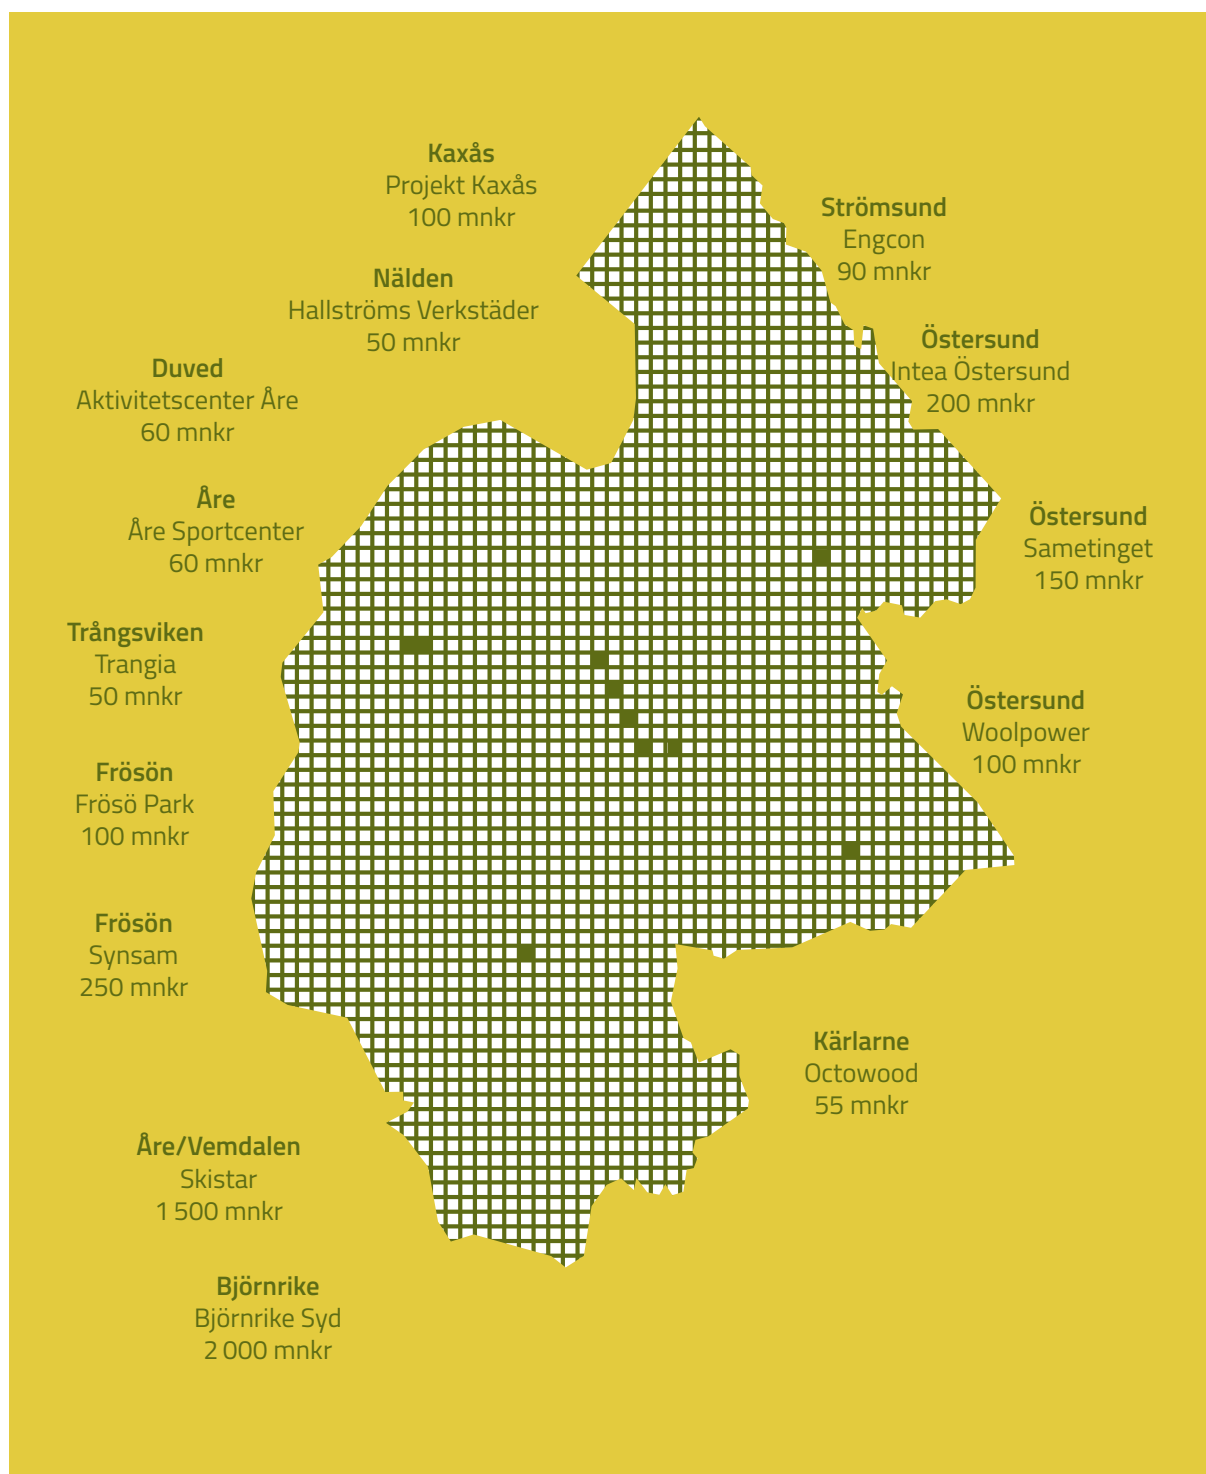 Kaxås
Projekt Kaxås
100 mnkr
Strömsund
Engcon
90 mnkr
Nälden
Hallströms Verkstäder
50 mnkr
Östersund
Intea Östersund
200 mnkr
Duved
Aktivitetscenter Åre
60 mnkr
Åre
Åre Sportcenter
60 mnkr
Östersund
Sametinget
150 mnkr
Trångsviken
Trangia
50 mnkr
Östersund
Woolpower
100 mnkr
Frösön
Frösö Park
100 mnkr
Frösön
Synsam
250 mnkr
Kärlarne
Octowood
55 mnkr
Åre/Vemdalen
Skistar
1 500 mnkr
Björnrike
Björnrike Syd
2 000 mnkr